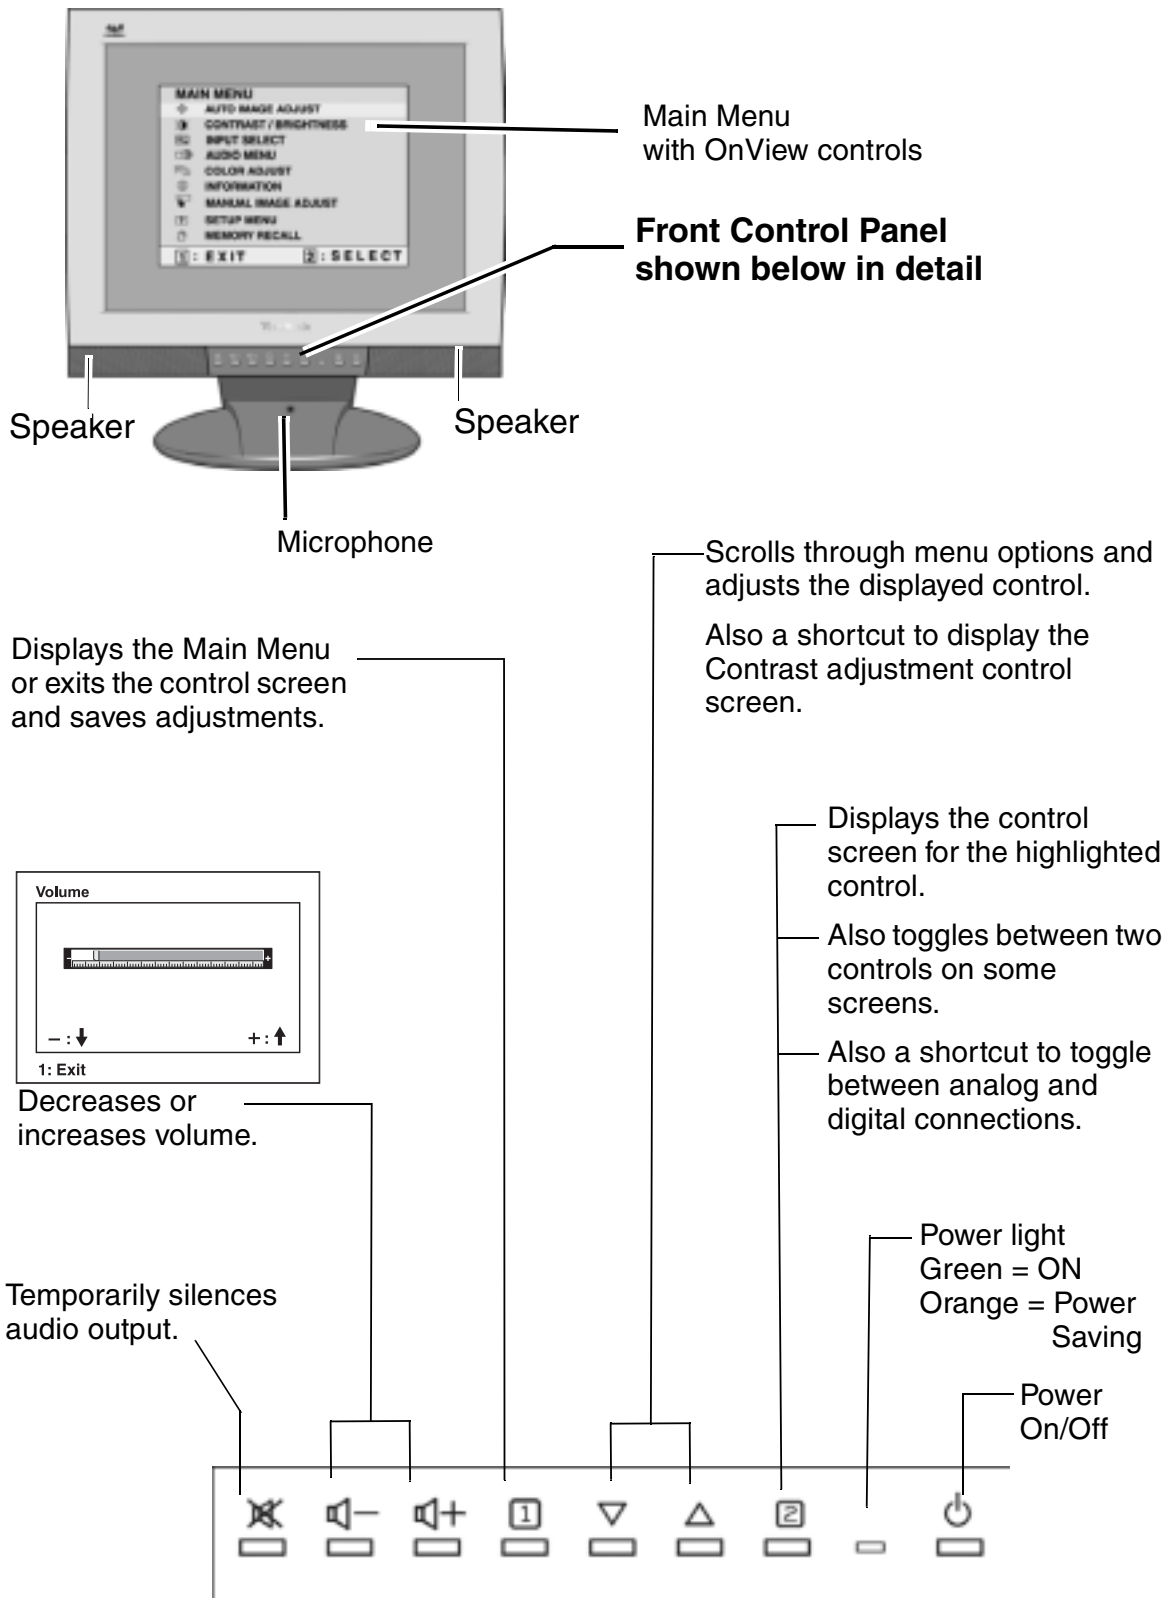 MAIN MENU
AUTO IMAGE ADJUST
CONTRAST / BRIGHTNESS
INPUT SELECT
AUDIO MENU
COLOR ADJUST
INFORMATION
MANUAL IMAGE ADJUST
SETUP MENU
MEMORY RECALL
1 : EXIT 2 : SELECT
Main Menu
with OnView controls
Front Control Panel
shown below in detail
Speaker
Speaker
Microphone
Scrolls through menu options and
adjusts the displayed control.
Also a shortcut to display the
Contrast adjustment control
screen.
Displays the Main Menu
or exits the control screen
and saves adjustments.
Displays the control
screen for the highlighted
control.
Also toggles between two
controls on some
screens.
Also a shortcut to toggle
between analog and
digital connections.
Volume
- +
– : ↓ + : ↑
1: Exit
Decreases or
increases volume.
Power light
Green = ON
Orange = Power
Saving
Temporarily silences
audio output.
Power
On/Off
1 2